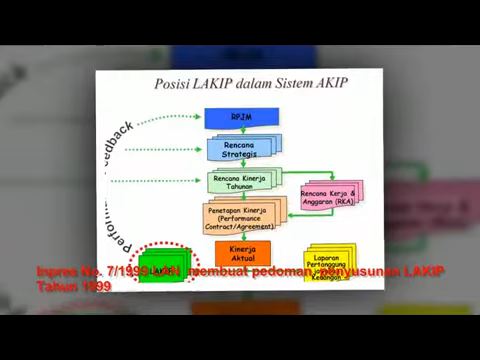 Posisi LAKIP dalam Sistem AKIP
RPJM
Rencana
Strategis
Rencana Kinerja
Tahunan
Rencana Kerja &
Anggaran (RKA)
Penetapan Kinerja
(Performance
Contract/Agreement)
Kinerja
Aktual
Laporan
Pertanggung
Keuangan
Inpres No. 7/1999 LAN membuat pedoman penyusunan LAKIP
Tahun 1999